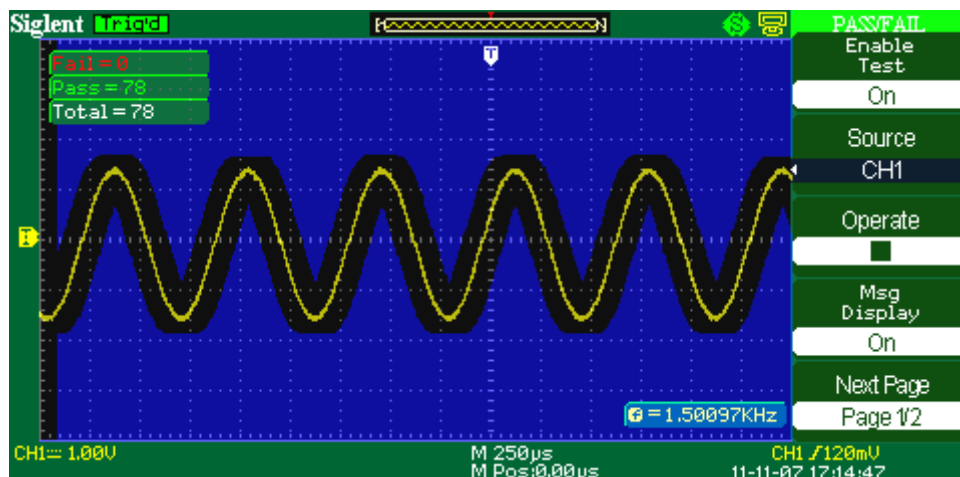 Siglent Trig'd
PASS/FAIL
Fail=0
Pass=78
Total=78
T
Enable
Test
On
Source
CH1
Operate
Msg
Display
On
Next Page
Page 1/2
f=1.50097KHz
CH1 1.00V
M 250μs
M Pos:0.00μs
CH1 /120mV
11-11-07 17:14:47